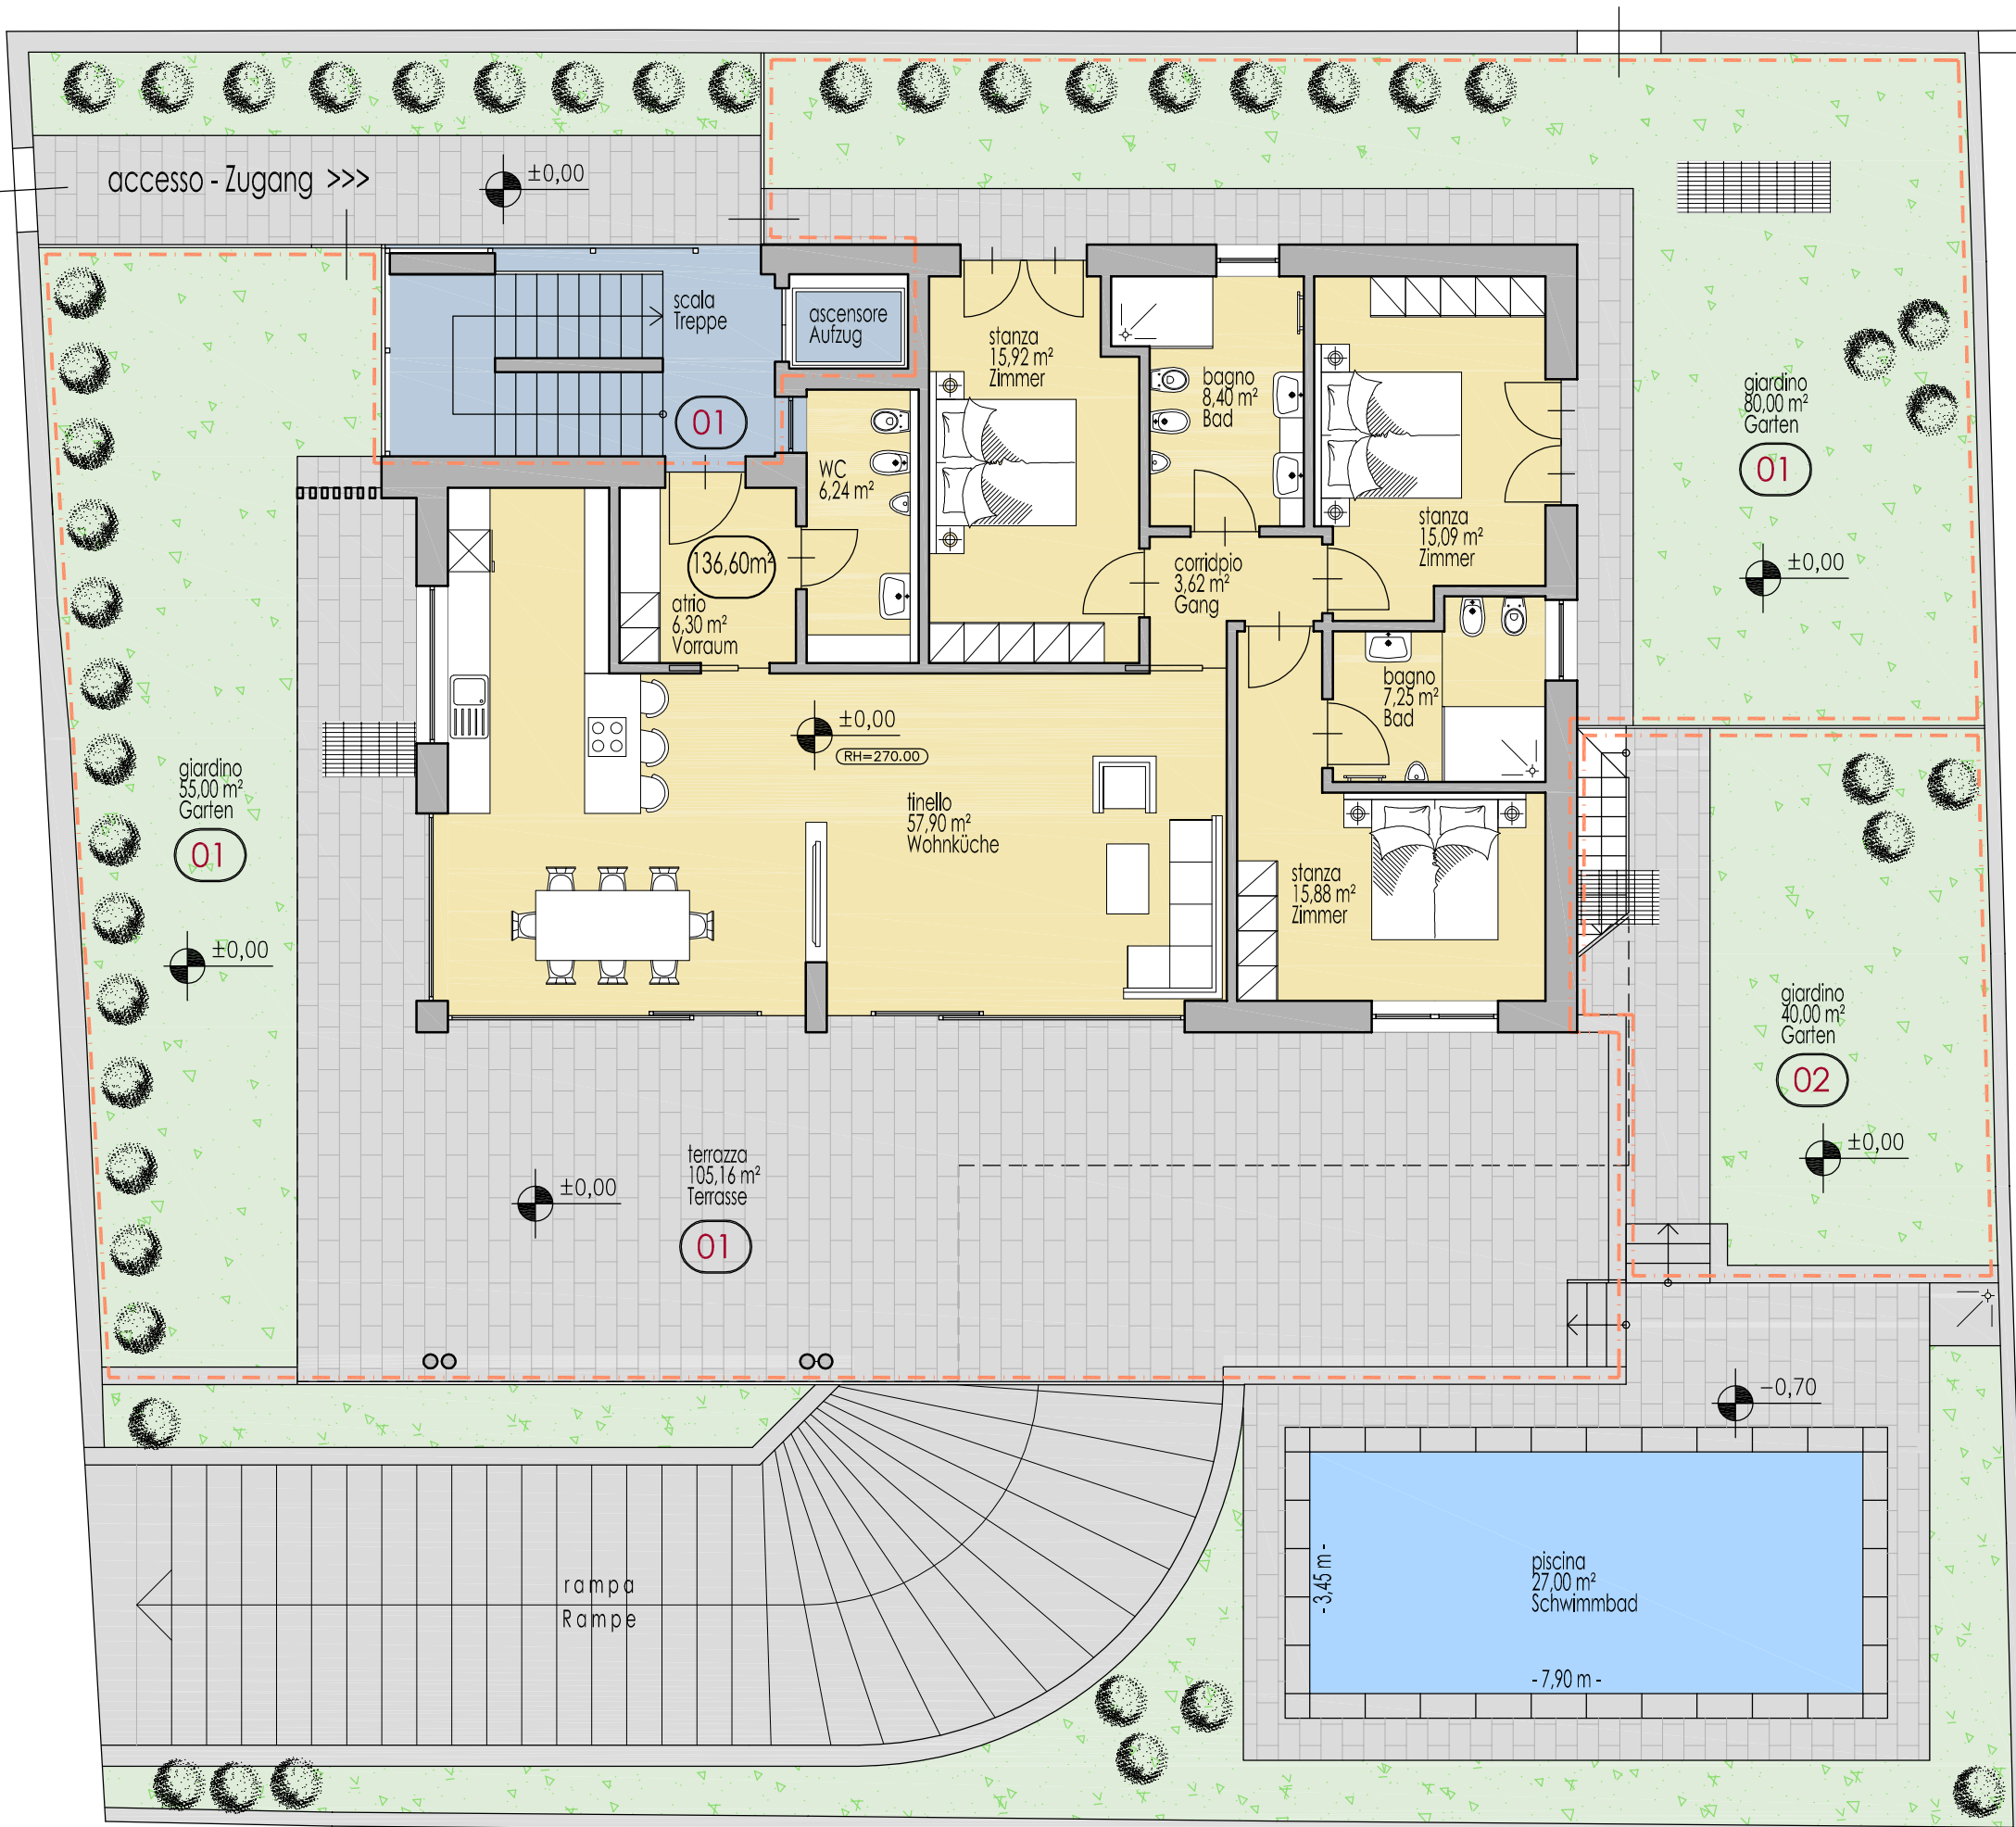 accesso - Zugang >>>
±0,00
scala
Treppe
ascensore
Aufzug
01
stanza
15,92 m²
Zimmer
bagno
8,40 m²
Bad
stanza
15,09 m²
Zimmer
giardino
80,00 m²
Garten
01
±0,00
WC
6,24 m²
136,60m²
atrio
6,30 m²
Vorraum
corridpio
3,62 m²
Gang
bagno
7,25 m²
Bad
±0,00
RH=270.00
tinello
57,90 m²
Wohnküche
giardino
55,00 m²
Garten
01
±0,00
stanza
15,88 m²
Zimmer
giardino
40,00 m²
Garten
02
±0,00
terrazza
105,16 m²
Terrasse
01
±0,00
-0,70
rampa
Rampe
piscina
27,00 m²
Schwimmbad
- 3,45 m -
- 7,90 m -